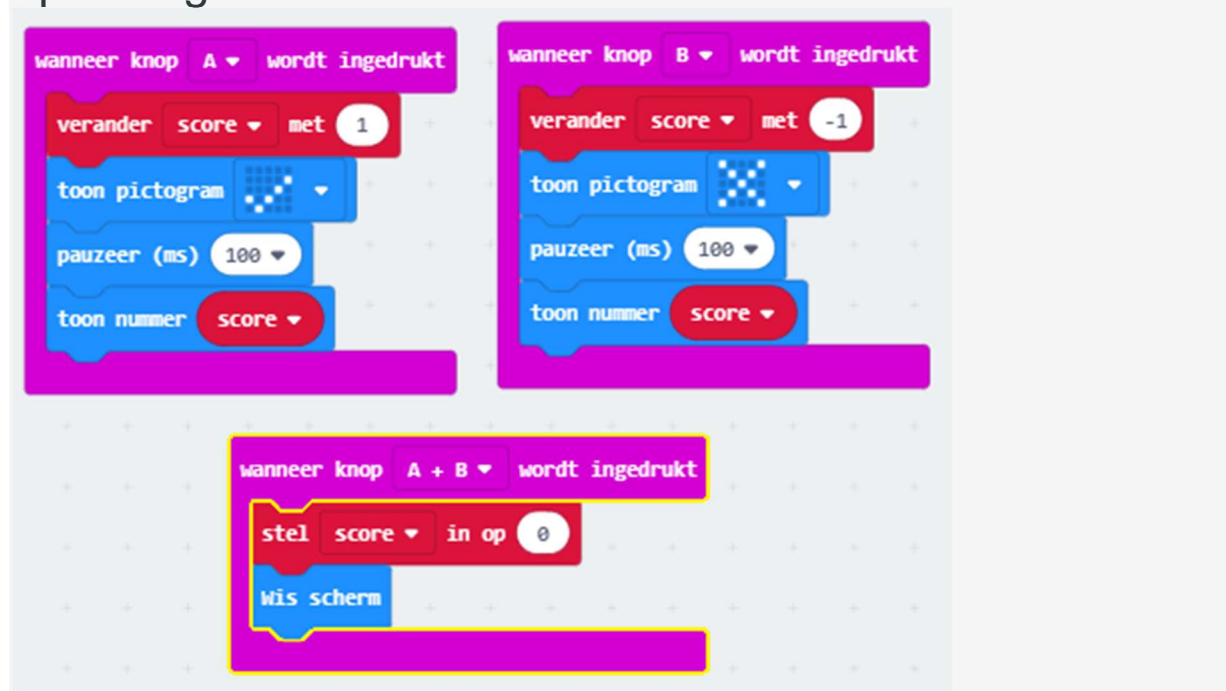 wanneer knop A wordt ingedrukt
verander score met 1
toon pictogram
pauzeer (ms) 100
toon nummer score
wanneer knop B wordt ingedrukt
verander score met -1
toon pictogram
pauzeer (ms) 100
toon nummer score
wanneer knop A + B wordt ingedrukt
stel score in op 0
Wis scherm